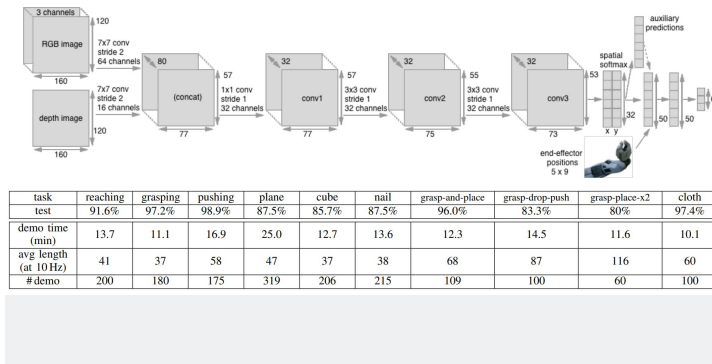 3 channels
120
RGB image
160
7x7 conv
stride 2
64 channels
depth image
120
160
7x7 conv
stride 2
16 channels
80
(concat)
57
77
1x1 conv
stride 1
32 channels
32
conv1
57
77
3x3 conv
stride 1
32 channels
32
conv2
55
75
3x3 conv
stride 1
32 channels
32
conv3
53
73
spatial
softmax
32
x y
auxiliary
predictions
end-effector
positions
5 x 9
50
50
task reaching grasping pushing plane cube nail grasp-and-place grasp-drop-push grasp-place-x2 cloth
test 91.6% 97.2% 98.9% 87.5% 85.7% 87.5% 96.0% 83.3% 80% 97.4%
demo time
(min) 13.7 11.1 16.9 25.0 12.7 13.6 12.3 14.5 11.6 10.1
avg length
(at 10 Hz) 41 37 58 47 37 38 68 87 116 60
# demo 200 180 175 319 206 215 109 100 60 100